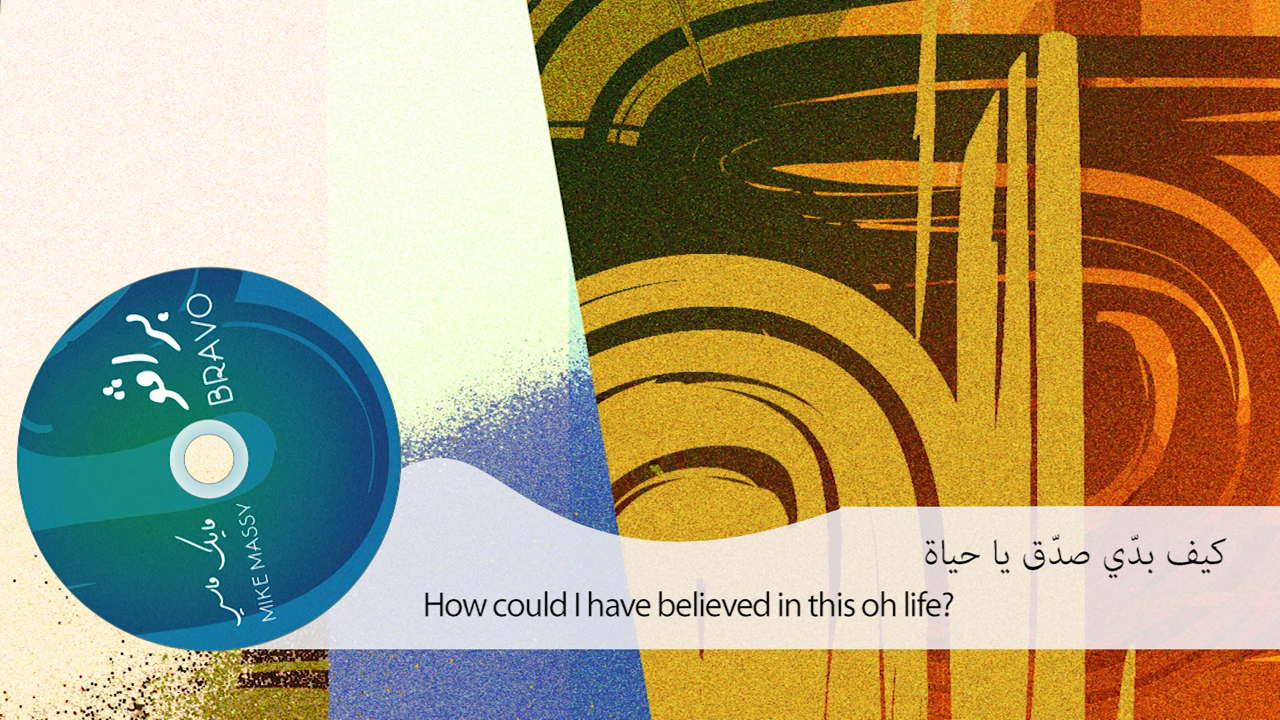 براڤو
BRAVO
مايك ماسي
MIKE MASSY
كيف بدّي صدّق يا حياة
How could I have believed in this oh life?